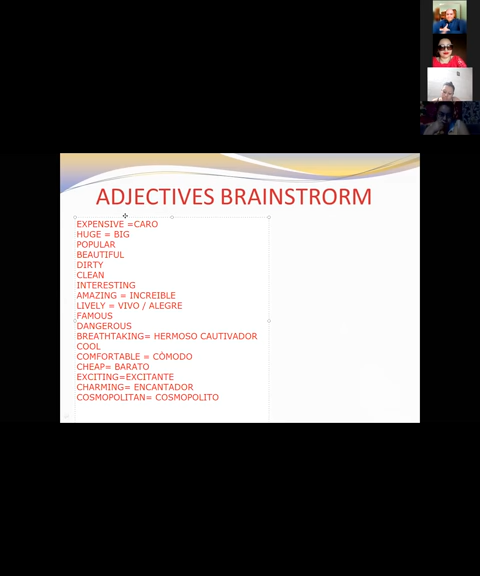 ADJECTIVES BRAINSTRORM
EXPENSIVE =CARO
HUGE = BIG
POPULAR
BEAUTIFUL
DIRTY
CLEAN
INTERESTING
AMAZING = INCREIBLE
LIVELY = VIVO / ALEGRE
FAMOUS
DANGEROUS
BREATHTAKING= HERMOSO CAUTIVADOR
COOL
COMFORTABLE = CÓMODO
CHEAP= BARATO
EXCITING=EXCITANTE
CHARMING= ENCANTADOR
COSMOPOLITAN= COSMOPOLITO